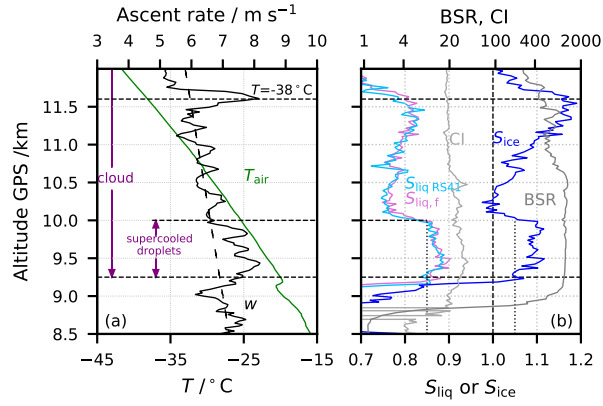 Ascent rate / m s⁻¹
BSR, CI
3 4 5 6 7 8 9 10
1 4 20 100 400 2000
T=-38°C
11.5
11.0
10.5
10.0
9.5
9.0
8.5
Altitude GPS /km
cloud
supercooled
droplets
T_air
w
(a)
CI
S_ice
S_liq RS41
S_liq, f
BSR
(b)
−45 −35 −25 −15
0.7 0.8 0.9 1.0 1.1 1.2
T / °C
S_liq or S_ice